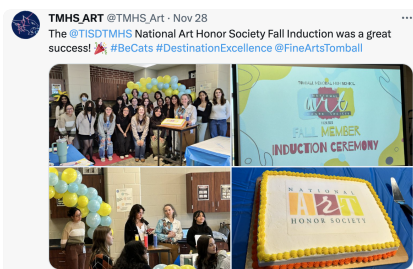 TMHS_ART @TMHS_Art · Nov 28
The @TISDTMHS National Art Honor Society Fall Induction was a great
success! 🎉 #BeCats #DestinationExcellence @FineArtsTomball
FALL MEMBER
INDUCTION CEREMONY
NATIONAL
ART
HONOR SOCIETY